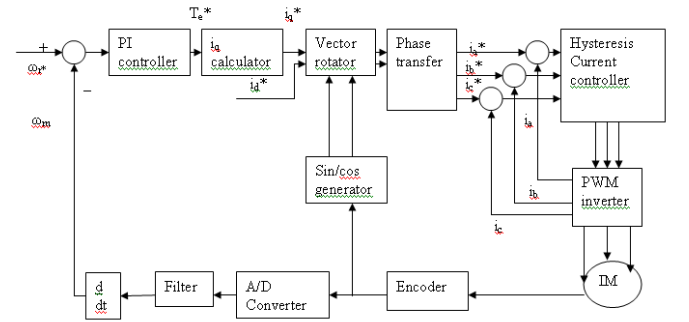 Te* iq*
+
ωr*
−
ωm
PI
controller
iq
calculator
id*
Vector
rotator
Phase
transfer
ia*
ib*
ic*
Hysteresis
Current
controller
ia
ib
ic
Sin/cos
generator
PWM
inverter
d
dt
Filter
A/D
Converter
Encoder
IM